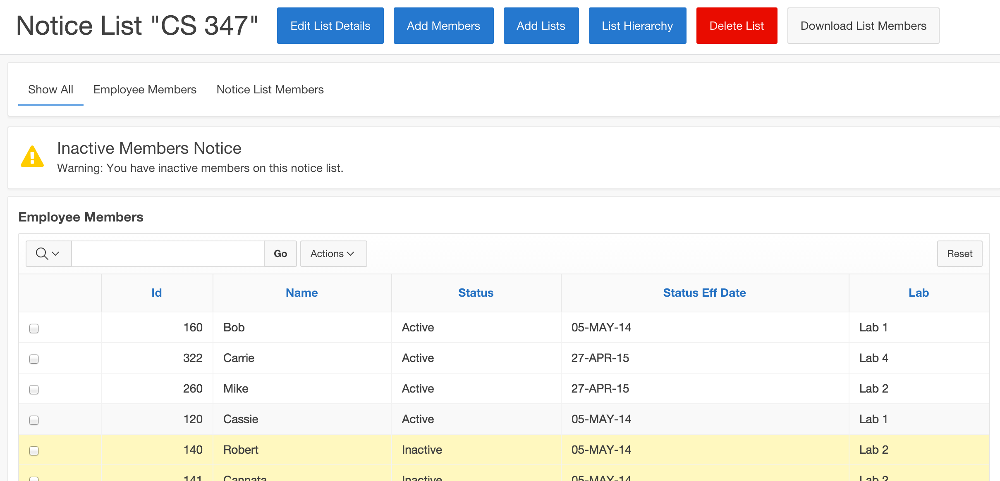 Notice List "CS 347" Edit List Details Add Members Add Lists List Hierarchy Delete List Download List Members
Show All Employee Members Notice List Members
Inactive Members Notice
Warning: You have inactive members on this notice list.
Employee Members
Go Actions Reset
Id Name Status Status Eff Date Lab
160 Bob Active 05-MAY-14 Lab 1
322 Carrie Active 27-APR-15 Lab 4
260 Mike Active 27-APR-15 Lab 2
120 Cassie Active 05-MAY-14 Lab 1
140 Robert Inactive 05-MAY-14 Lab 2
141 Cannata Inactive 05-MAY-14 Lab 2